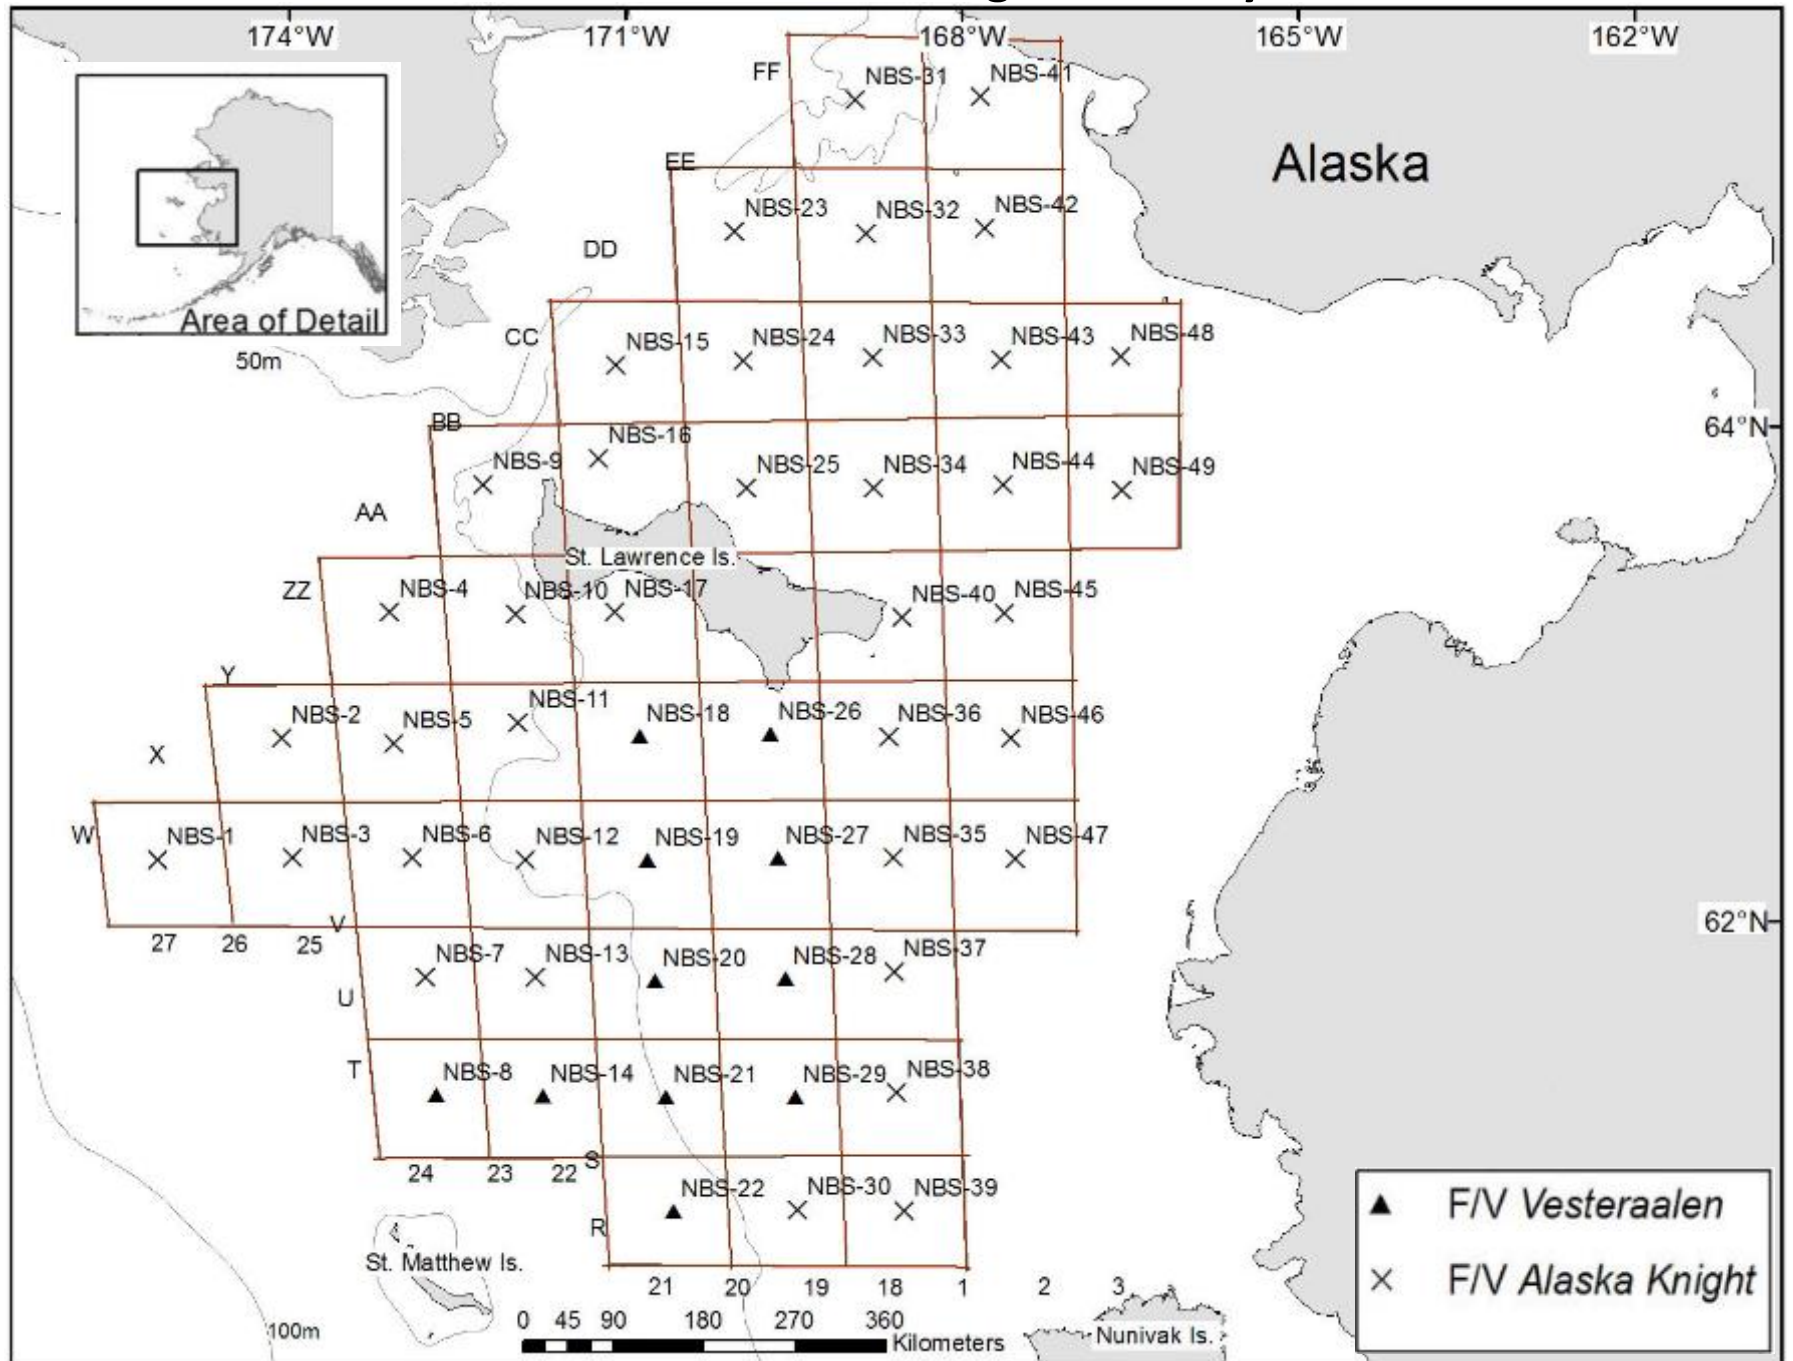 174°W 171°W 168°W 165°W 162°W
FF NBS-31 NBS-41
Alaska
EE
NBS-23 NBS-32 NBS-42
DD
Area of Detail
CC NBS-15 NBS-24 NBS-33 NBS-43 NBS-48
50m
BB 64°N
NBS-16
NBS-9 NBS-25 NBS-34 NBS-44 NBS-49
AA
St. Lawrence Is.
ZZ NBS-4 NBS-10 NBS-17 NBS-40 NBS-45
Y
NBS-2 NBS-5 NBS-11 NBS-18 NBS-26 NBS-36 NBS-46
X
W NBS-1 NBS-3 NBS-6 NBS-12 NBS-19 NBS-27 NBS-35 NBS-47
V 62°N
27 26 25
NBS-7 NBS-13 NBS-20 NBS-28 NBS-37
U
T NBS-8 NBS-14 NBS-21 NBS-29 NBS-38
S
24 23 22
NBS-22 NBS-30 NBS-39
R
F/V Vesteraalen
St. Matthew Is.
F/V Alaska Knight
21 20 19 18 1 2 3
0 45 90 180 270 360
Kilometers
100m
Nunivak Is.